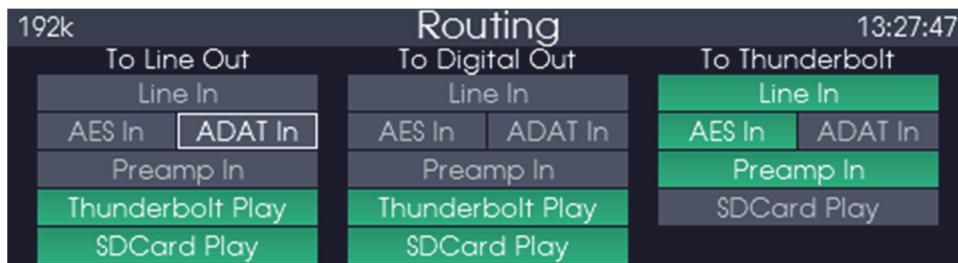 192k Routing 13:27:47
To Line Out To Digital Out To Thunderbolt
Line In Line In Line In
AES In ADAT In AES In ADAT In AES In ADAT In
Preamp In Preamp In Preamp In
Thunderbolt Play Thunderbolt Play SDCard Play
SDCard Play SDCard Play